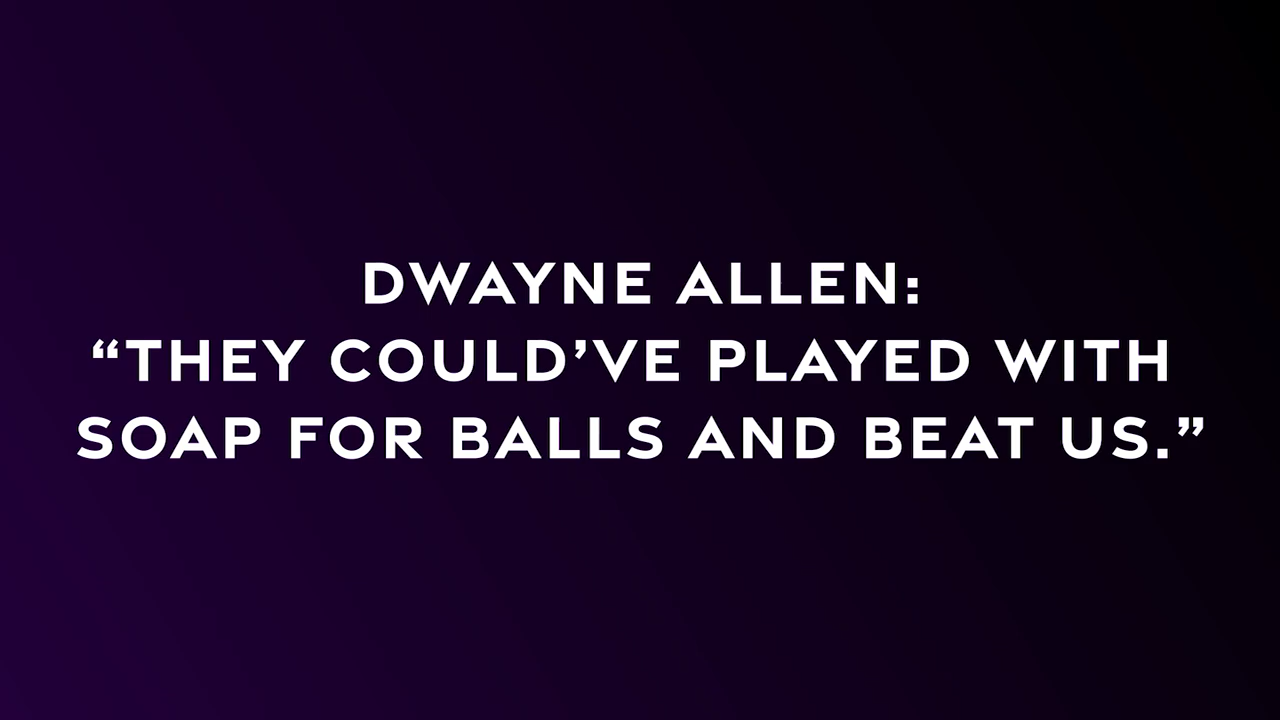 DWAYNE ALLEN:
“THEY COULD’VE PLAYED WITH
SOAP FOR BALLS AND BEAT US.”